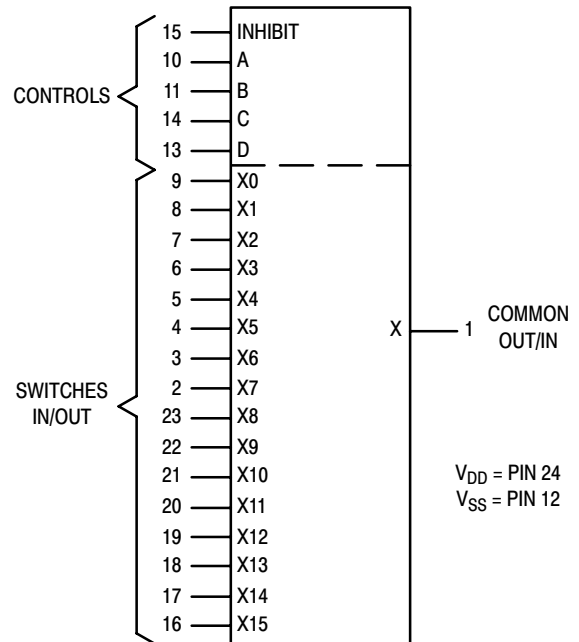 15 INHIBIT
10 A
11 B
CONTROLS
14 C
13 D
9 X0
8 X1
7 X2
6 X3
5 X4
4 X5
3 X6
2 X7
SWITCHES
IN/OUT
23 X8
22 X9
21 X10
20 X11
19 X12
18 X13
17 X14
16 X15
X 1
COMMON
OUT/IN
VDD = PIN 24
VSS = PIN 12